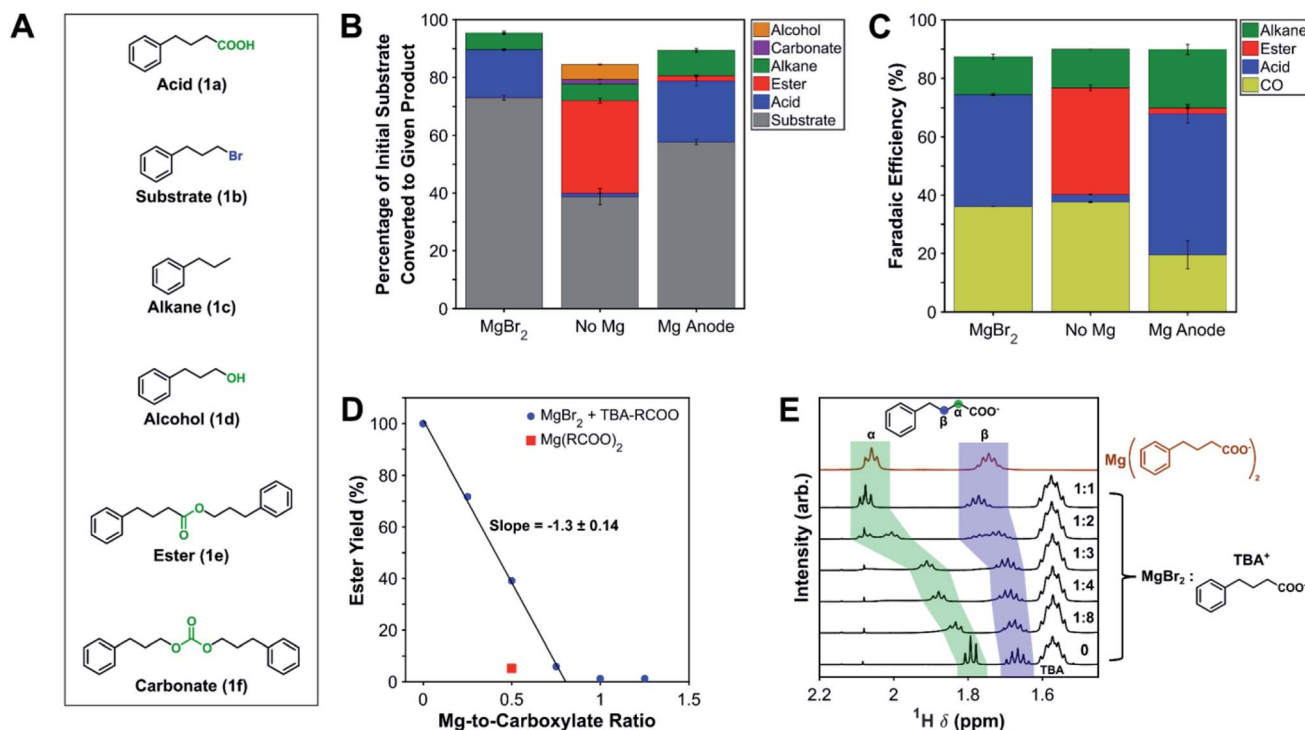 A
COOH
Acid (1a)
Br
Substrate (1b)
Alkane (1c)
OH
Alcohol (1d)
O
O
Ester (1e)
O
O
O
Carbonate (1f)
B
Percentage of Initial Substrate
Converted to Given Product
100
80
60
40
20
0
MgBr2
No Mg
Mg Anode
Alcohol
Carbonate
Alkane
Ester
Acid
Substrate
C
Faradaic Efficiency (%)
100
80
60
40
20
0
MgBr2
No Mg
Mg Anode
Alkane
Ester
Acid
CO
D
Ester Yield (%)
100
80
60
40
20
0
MgBr2 + TBA-RCOO
Mg(RCOO)2
Slope = -1.3 ± 0.14
0
0.5
1
1.5
Mg-to-Carboxylate Ratio
E
α
COO-
β
α
β
Mg(
COO-
)2
1:1
1:2
1:3
1:4
1:8
0
TBA
MgBr2 :
TBA+
COO-
Intensity (arb.)
2.2
2
1.8
1.6
1H δ (ppm)